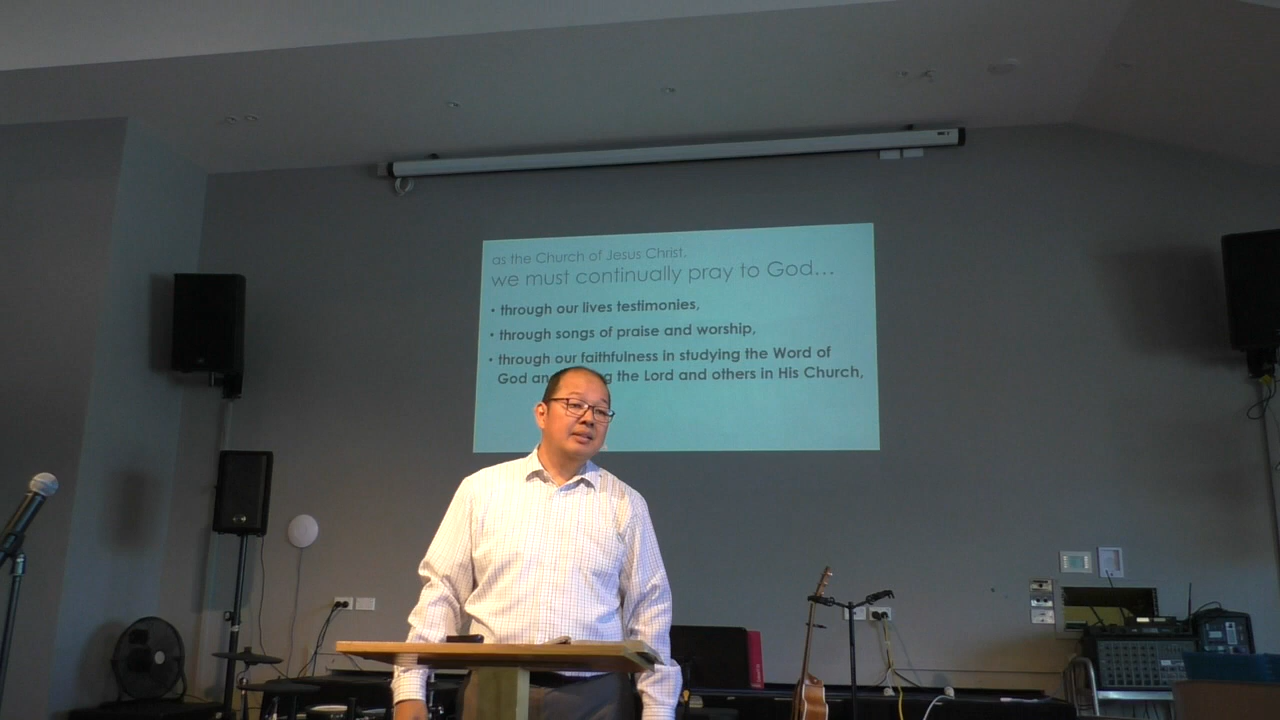 as the Church of Jesus Christ.
we must continually pray to God...
• through our lives testimonies,
• through songs of praise and worship,
• through our faithfulness in studying the Word of
God the Lord and others in His Church,